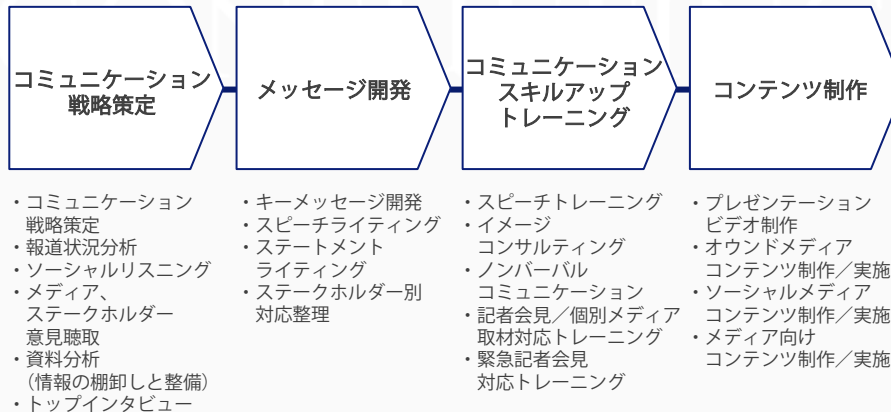 コミュニケーション
戦略策定
メッセージ開発
コミュニケーション
スキルアップ
トレーニング
コンテンツ制作
・コミュニケーション
戦略策定
・報道状況分析
・ソーシャルリスニング
・メディア、
ステークホルダー
意見聴取
・資料分析
（情報の棚卸しと整備）
・トップインタビュー
・キーメッセージ開発
・スピーチライティング
・ステートメント
ライティング
・ステークホルダー別
対応整理
・スピーチトレーニング
・イメージ
コンサルティング
・ノンバーバル
コミュニケーション
・記者会見／個別メディア
取材対応トレーニング
・緊急記者会見
対応トレーニング
・プレゼンテーション
ビデオ制作
・オウンドメディア
コンテンツ制作／実施
・ソーシャルメディア
コンテンツ制作／実施
・メディア向け
コンテンツ制作／実施